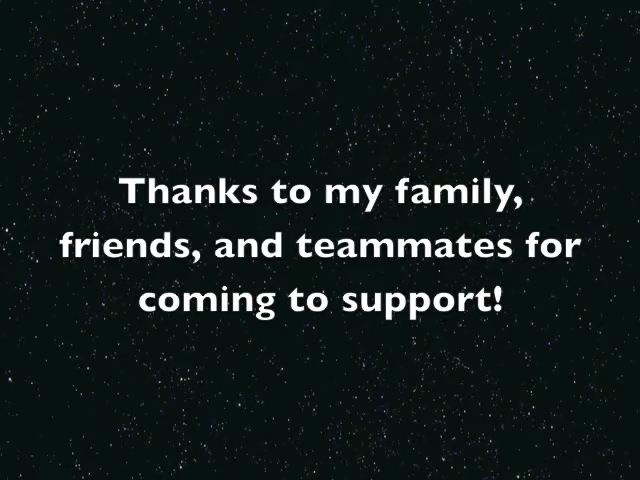 Thanks to my family,
friends, and teammates for
coming to support!